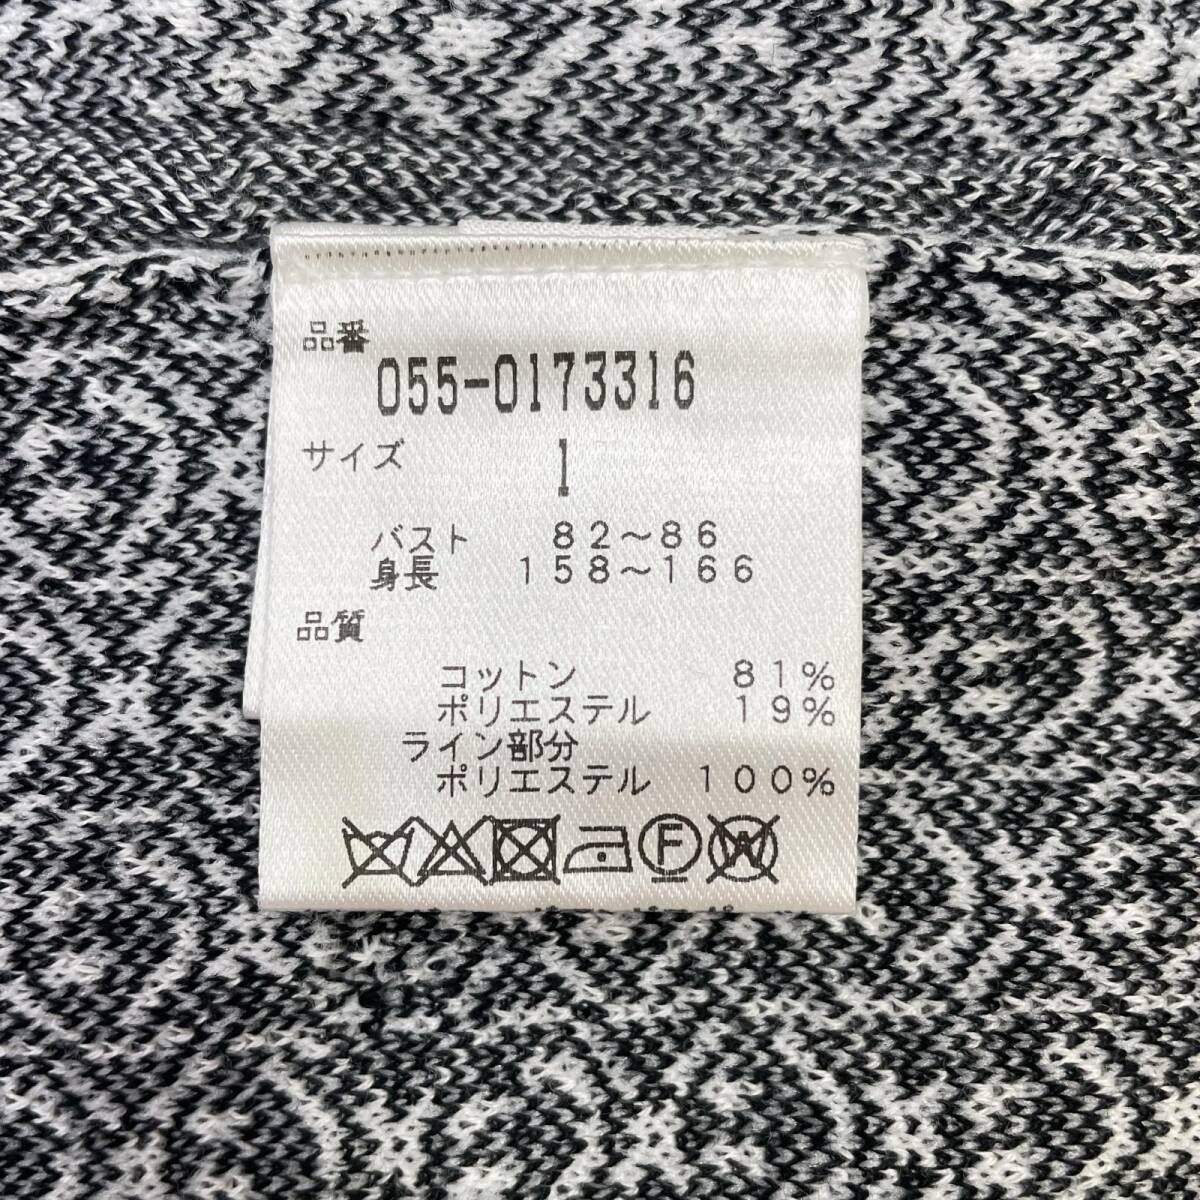 品番
055-0173316
サイズ 1
バスト 82～86
身長 158～166
品質
コットン 81%
ポリエステル 19%
ライン部分
ポリエステル 100%
F W